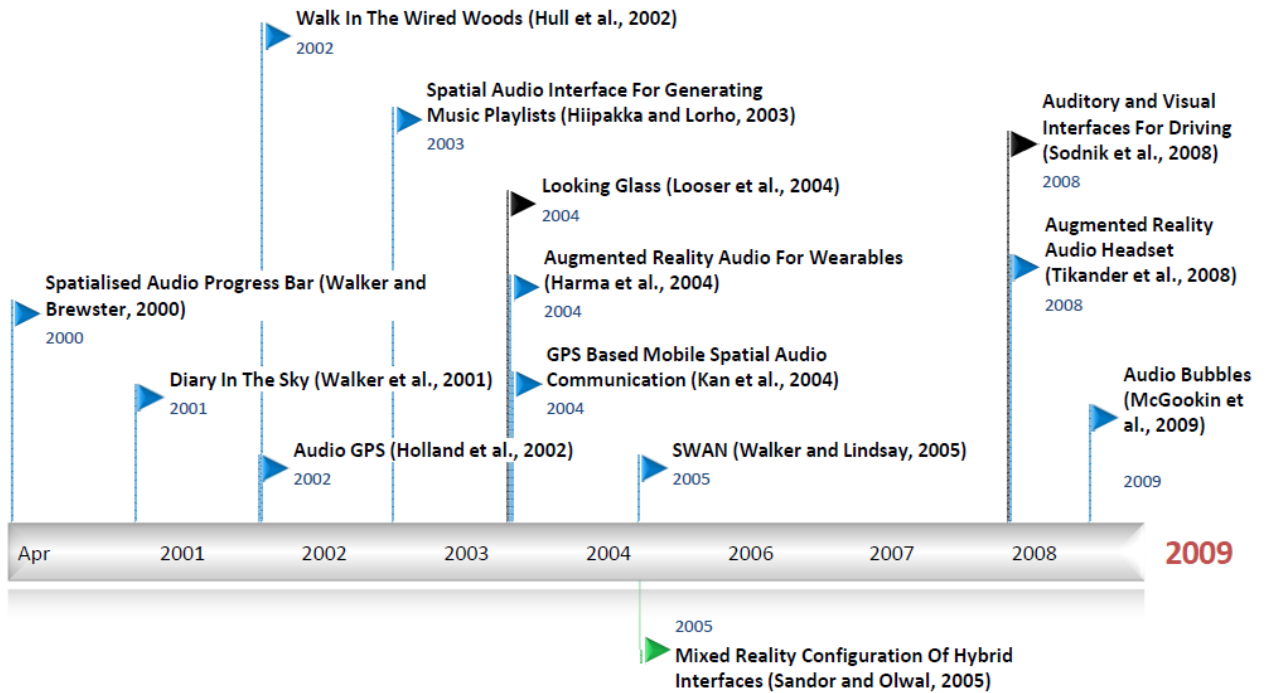 Walk In The Wired Woods (Hull et al., 2002)
2002
Spatial Audio Interface For Generating
Music Playlists (Hiipakka and Lorho, 2003)
2003
Auditory and Visual
Interfaces For Driving
(Sodnik et al., 2008)
2008
Looking Glass (Looser et al., 2004)
2004
Augmented Reality
Audio Headset
(Tikander et al., 2008)
2008
Augmented Reality Audio For Wearables
(Harma et al., 2004)
2004
Spatialised Audio Progress Bar (Walker and
Brewster, 2000)
2000
GPS Based Mobile Spatial Audio
Communication (Kan et al., 2004)
2004
Diary In The Sky (Walker et al., 2001)
2001
Audio Bubbles
(McGookin et
al., 2009)
2009
Audio GPS (Holland et al., 2002)
2002
SWAN (Walker and Lindsay, 2005)
2005
Apr 2001 2002 2003 2004 2006 2007 2008 2009
2005
Mixed Reality Configuration Of Hybrid
Interfaces (Sandor and Olwal, 2005)